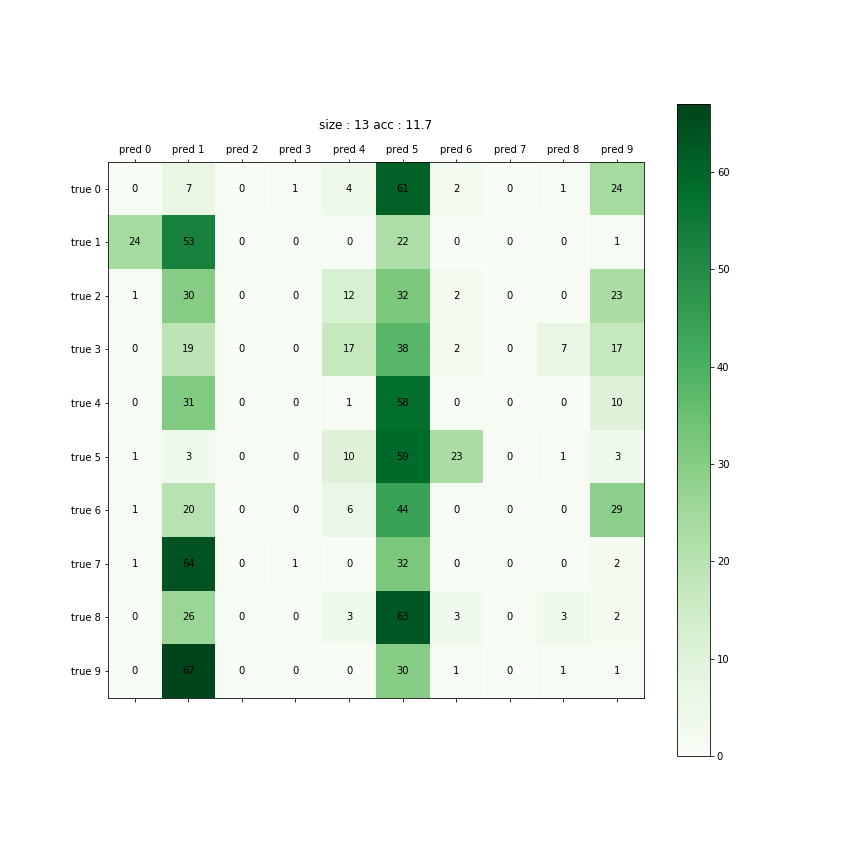 size : 13 acc : 11.7
pred 0 pred 1 pred 2 pred 3 pred 4 pred 5 pred 6 pred 7 pred 8 pred 9
true 0 0 7 0 1 4 61 2 0 1 24
true 1 24 53 0 0 0 22 0 0 0 1
true 2 1 30 0 0 12 32 2 0 0 23
true 3 0 19 0 0 17 38 2 0 7 17
true 4 0 31 0 0 1 58 0 0 0 10
true 5 1 3 0 0 10 59 23 0 1 3
true 6 1 20 0 0 6 44 0 0 0 29
true 7 1 64 0 1 0 32 0 0 0 2
true 8 0 26 0 0 3 63 3 0 3 2
true 9 0 67 0 0 0 30 1 0 1 1
60
50
40
30
20
10
0